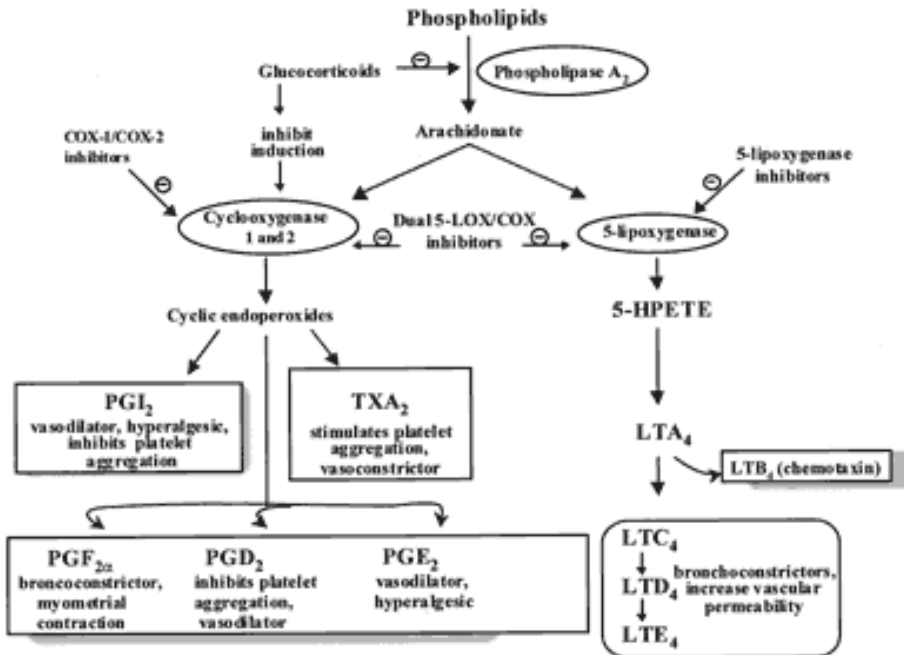 Phospholipids
Glucocorticoids
⊖
Phospholipase A₂
COX-1/COX-2
inhibitors
⊖
inhibit
induction
Arachidonate
5-lipoxygenase
inhibitors
⊖
Cyclooxygenase
1 and 2
⊖
Dual 5-LOX/COX
inhibitors
⊖
5-lipoxygenase
Cyclic endoperoxides
5-HPETE
PGI₂
vasodilator, hyperalgesic,
inhibits platelet
aggregation
TXA₂
stimulates platelet
aggregation,
vasoconstrictor
LTA₄
LTB₄ (chemotaxin)
PGF₂α
broncoconstrictor,
myometrial
contraction
PGD₂
inhibits platelet
aggregation,
vasodilator
PGE₂
vasodilator,
hyperalgesic
LTC₄
LTD₄
LTE₄
bronchoconstrictors,
increase vascular
permeability